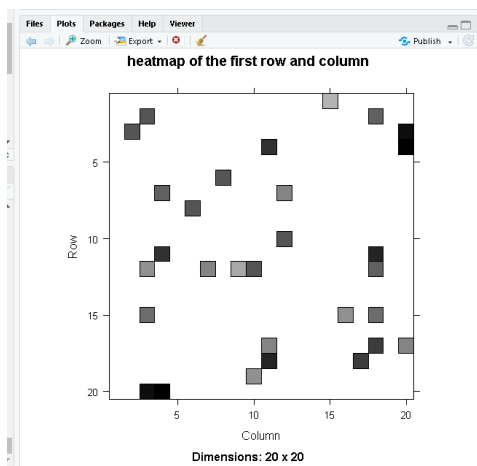 Files Plots Packages Help Viewer
Zoom Export Publish
heatmap of the first row and column
5
10
15
20
Row
5 10 15 20
Column
Dimensions: 20 x 20